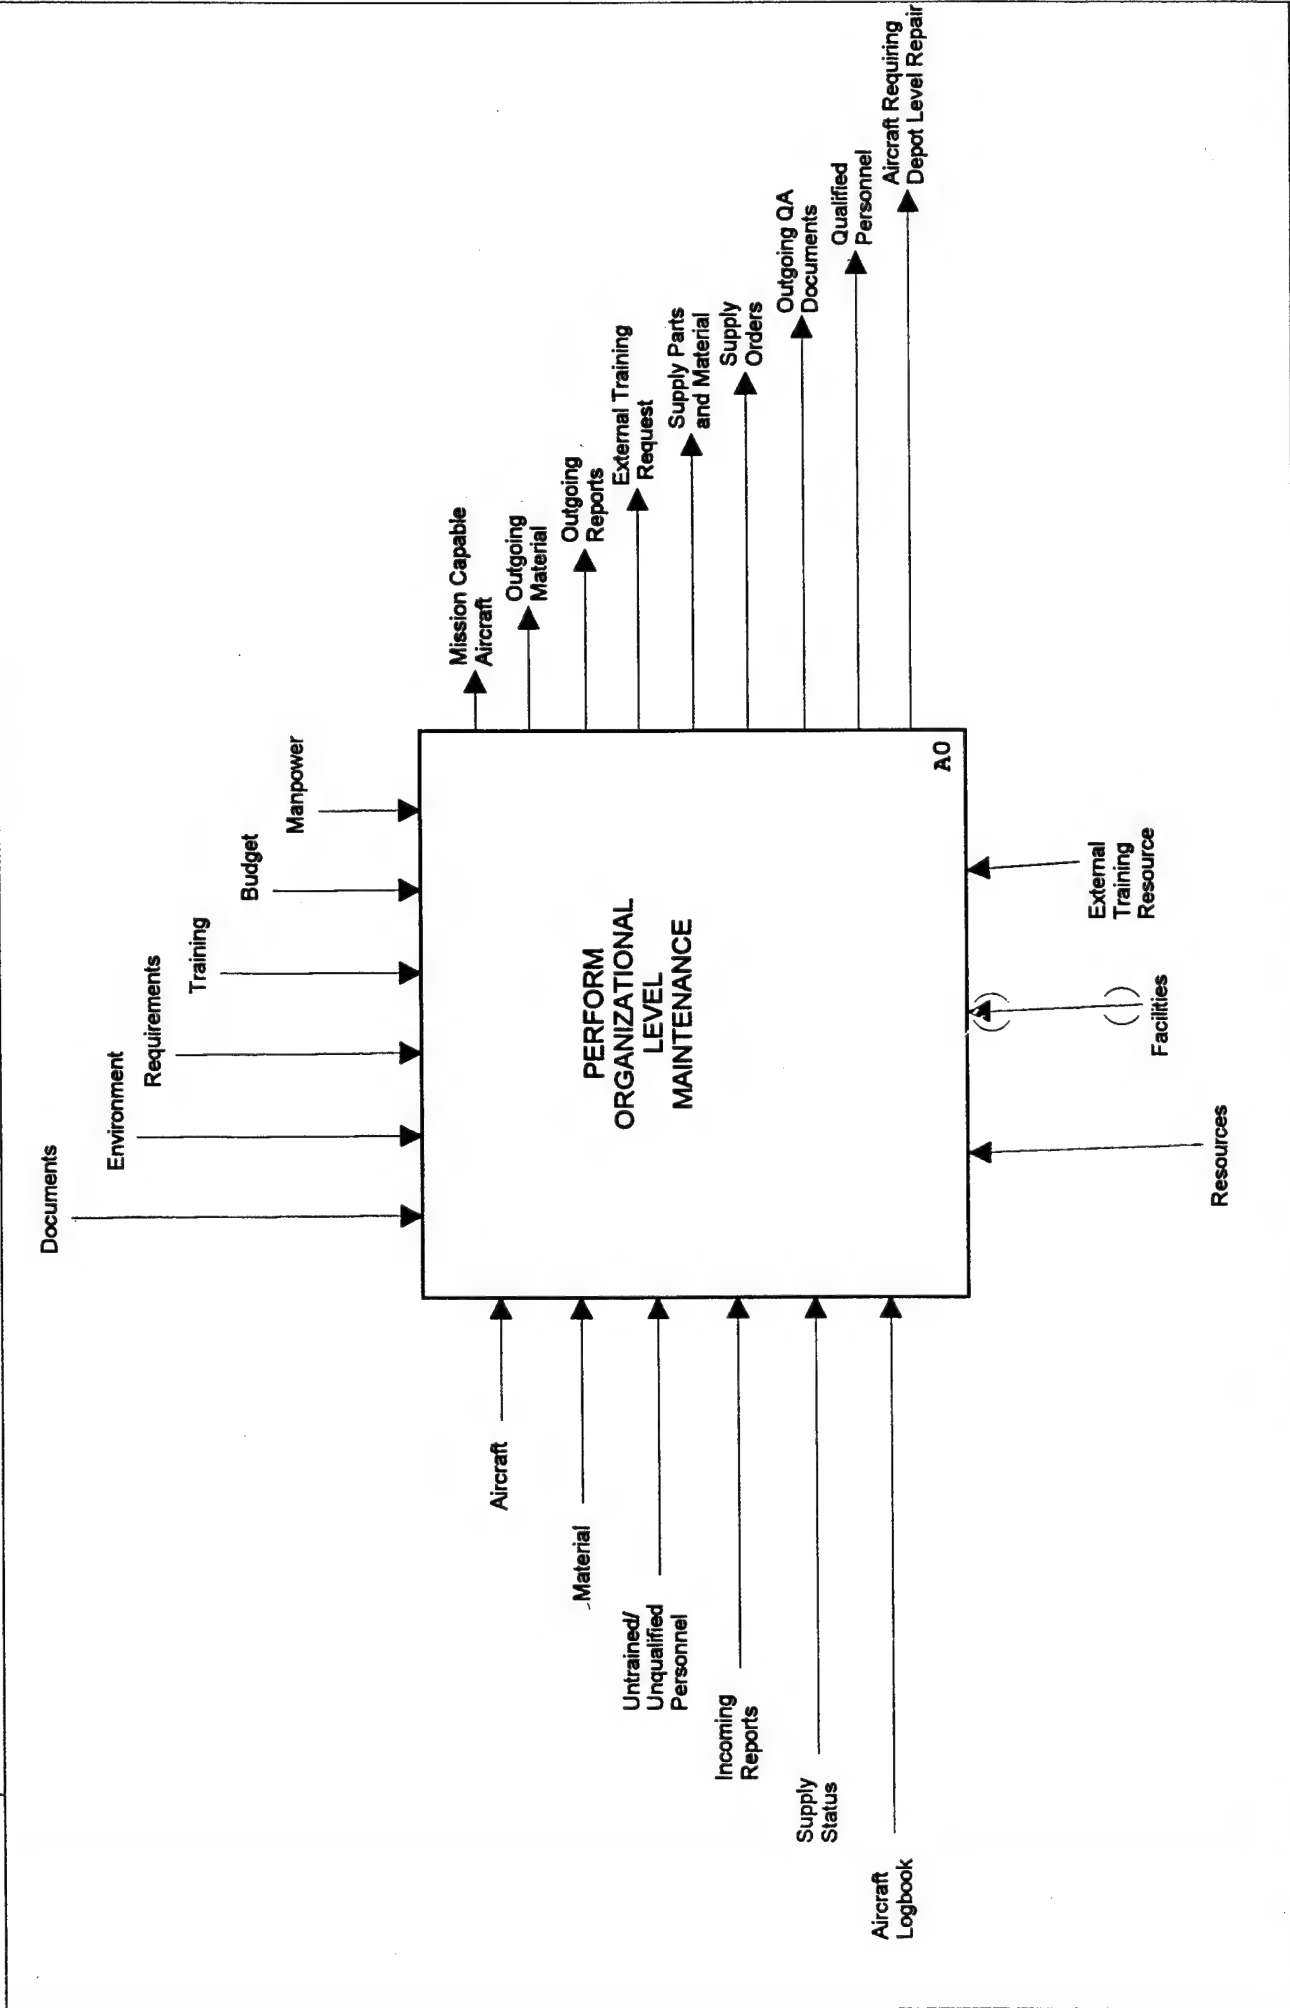 Documents
Environment
Requirements
Training
Budget
Manpower
Aircraft
Material
Untrained/
Unqualified
Personnel
Incoming
Reports
Supply
Status
Aircraft
Logbook
PERFORM
ORGANIZATIONAL
LEVEL
MAINTENANCE
A0
Mission Capable
Aircraft
Outgoing
Material
Outgoing
Reports
External Training
Request
Supply Parts
and Material
Supply
Orders
Outgoing QA
Documents
Qualified
Personnel
Aircraft Requiring
Depot Level Repair
Resources
Facilities
External
Training
Resource